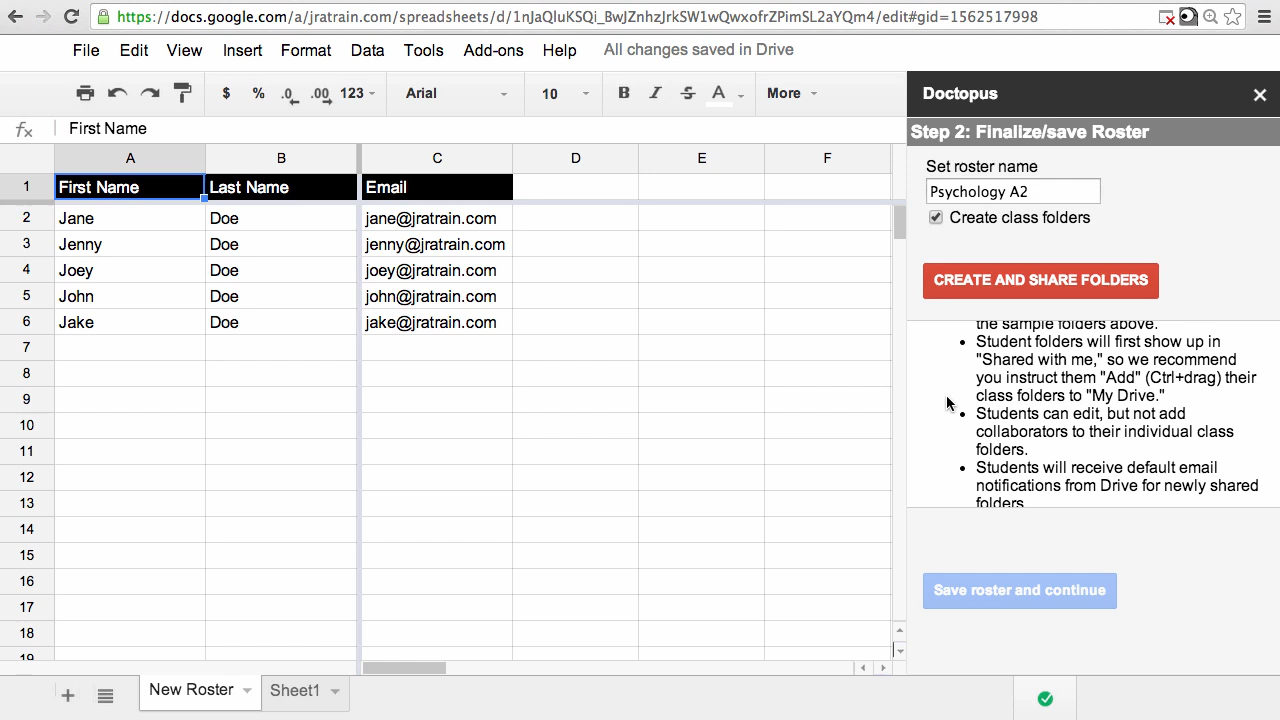 https://docs.google.com/a/jratrain.com/spreadsheets/d/1nJaQluKSQi_BwJZnhzJrkSW1wQwxofrZPimSL2aYQm4/edit#gid=1562517998
File Edit View Insert Format Data Tools Add-ons Help All changes saved in Drive
$ % .0 .00 123 Arial 10 B I S A More
fx First Name
A B C D E F
1 First Name Last Name Email
2 Jane Doe jane@jratrain.com
3 Jenny Doe jenny@jratrain.com
4 Joey Doe joey@jratrain.com
5 John Doe john@jratrain.com
6 Jake Doe jake@jratrain.com
7
8
9
10
11
12
13
14
15
16
17
18
19
New Roster Sheet1
Doctopus
Step 2: Finalize/save Roster
Set roster name
Psychology A2
Create class folders
CREATE AND SHARE FOLDERS
the sample folders above.
• Student folders will first show up in
"Shared with me," so we recommend
you instruct them "Add" (Ctrl+drag) their
class folders to "My Drive."
• Students can edit, but not add
collaborators to their individual class
folders.
• Students will receive default email
notifications from Drive for newly shared
folders
Save roster and continue